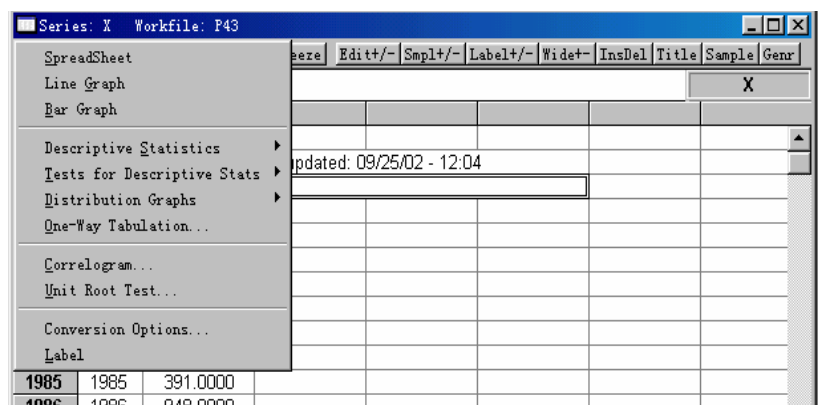 Series: X Workfile: P43
eeze Edit+/- Smpl+/- Label+/- Wide+- InsDel Title Sample Genr
X
SpreadSheet
Line Graph
Bar Graph
Descriptive Statistics
updated: 09/25/02 - 12:04
Tests for Descriptive Stats
Distribution Graphs
One-Way Tabulation...
Correlogram...
Unit Root Test...
Conversion Options...
Label
1985 1985 391.0000